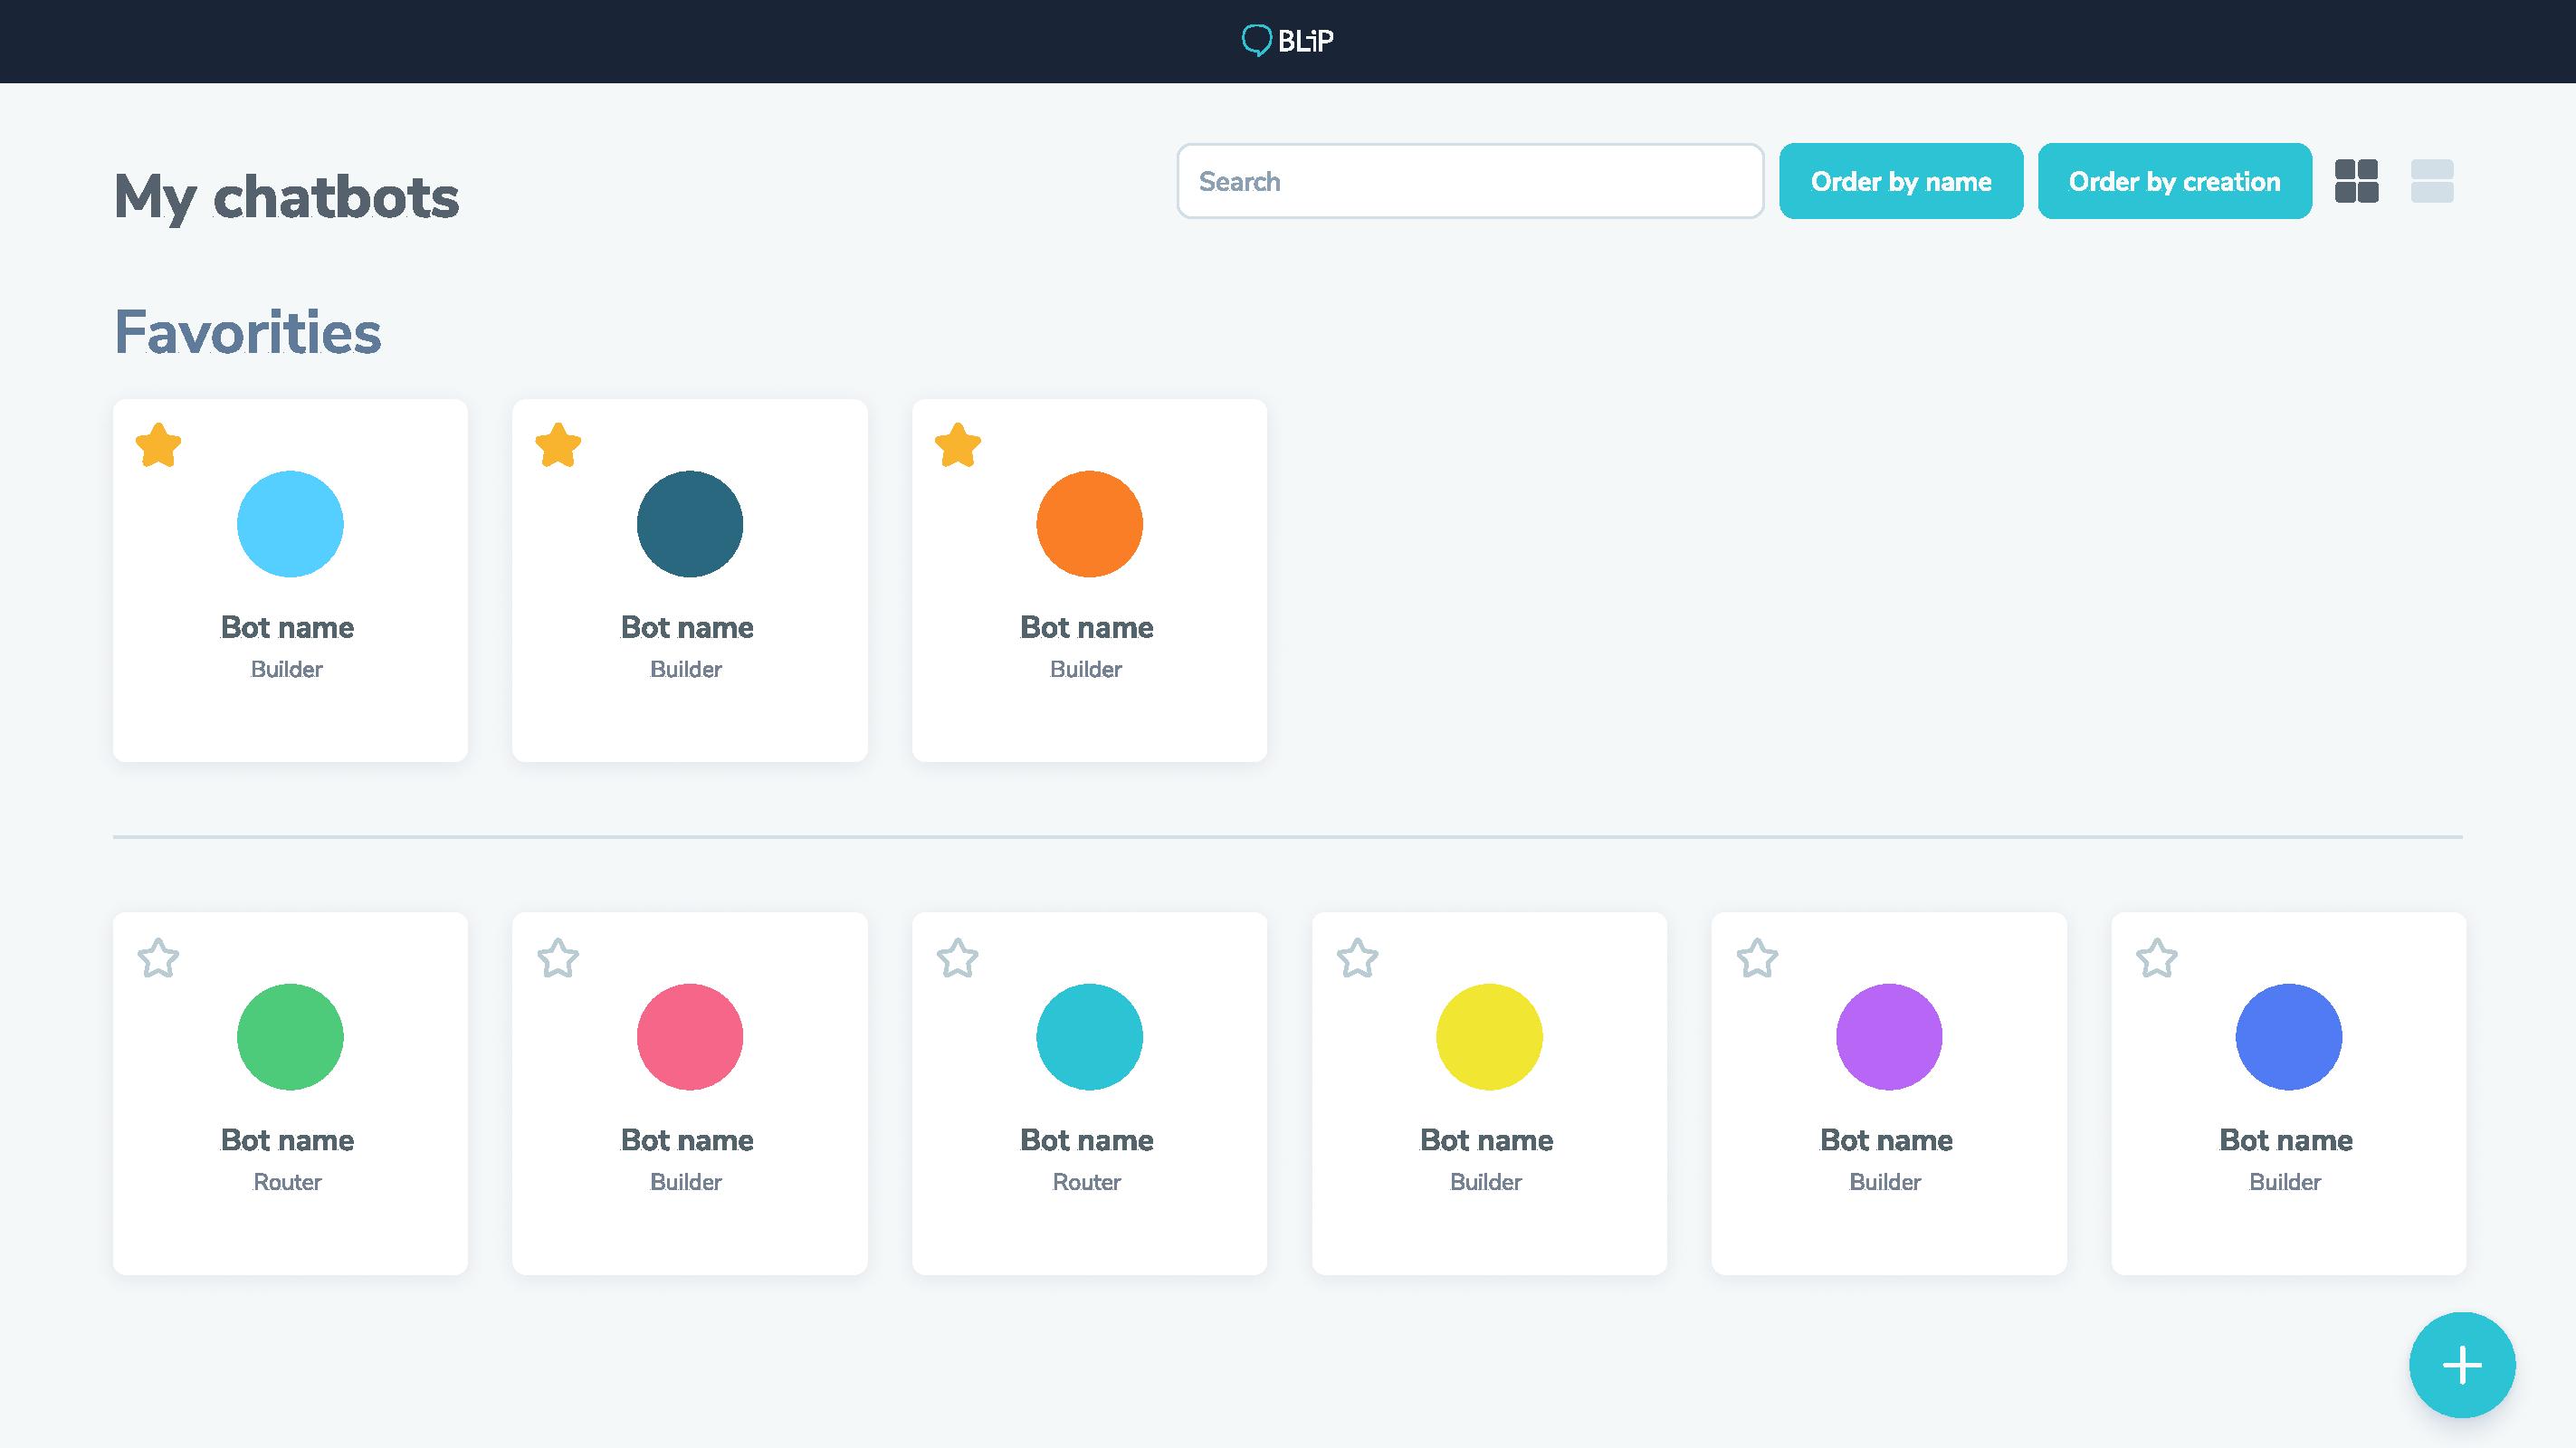 BLiP
My chatbots
Search
Order by name
Order by creation
Favorities
Bot name
Builder
Bot name
Builder
Bot name
Builder
Bot name
Router
Bot name
Builder
Bot name
Router
Bot name
Builder
Bot name
Builder
Bot name
Builder